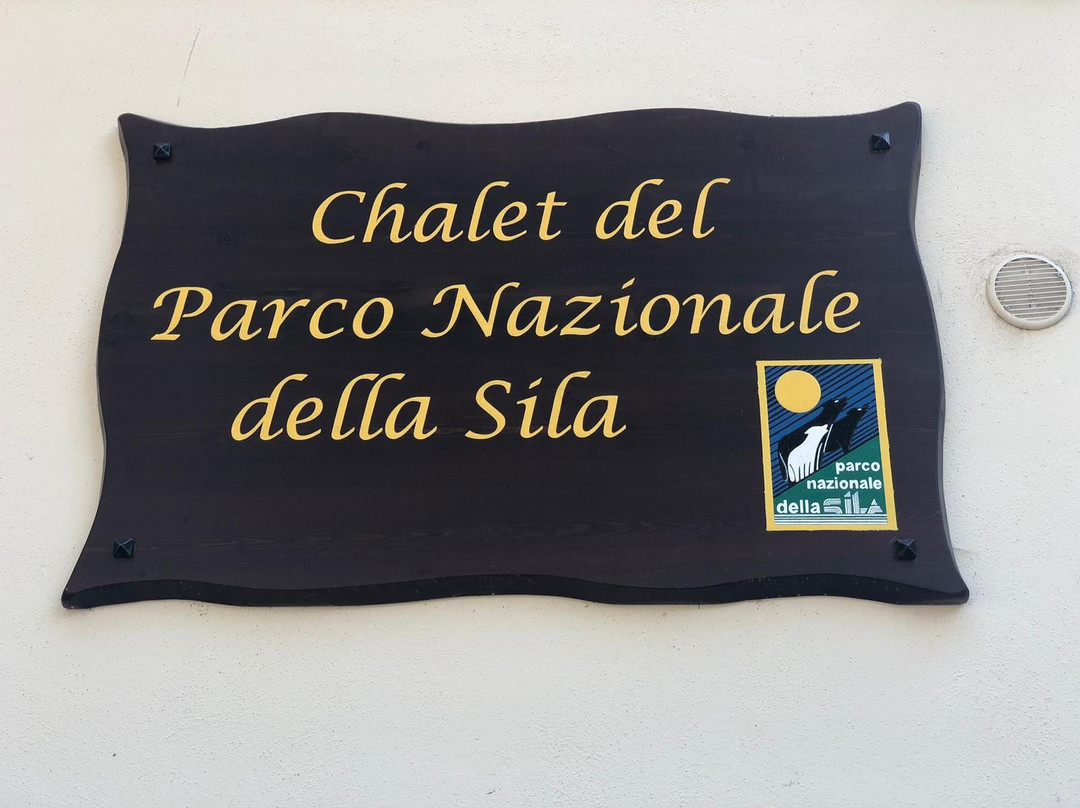 Chalet del
Parco Nazionale
della Sila
parco
nazionale
della SILA